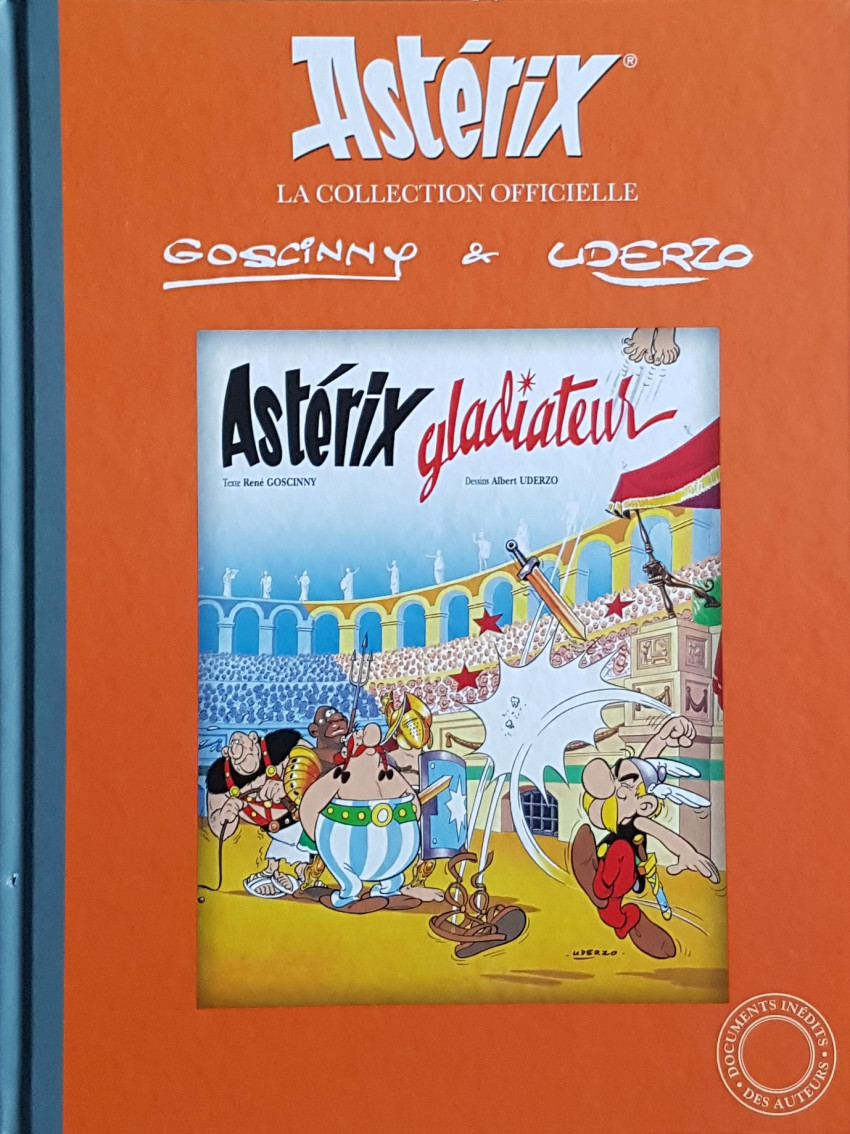 Astérix®
LA COLLECTION OFFICIELLE
GOSCINNY & UDERZO
Astérix gladiateur
Texte René GOSCINNY Dessins Albert UDERZO
·UDERZO·
DOCUMENTS INÉDITS
· DES AUTEURS ·